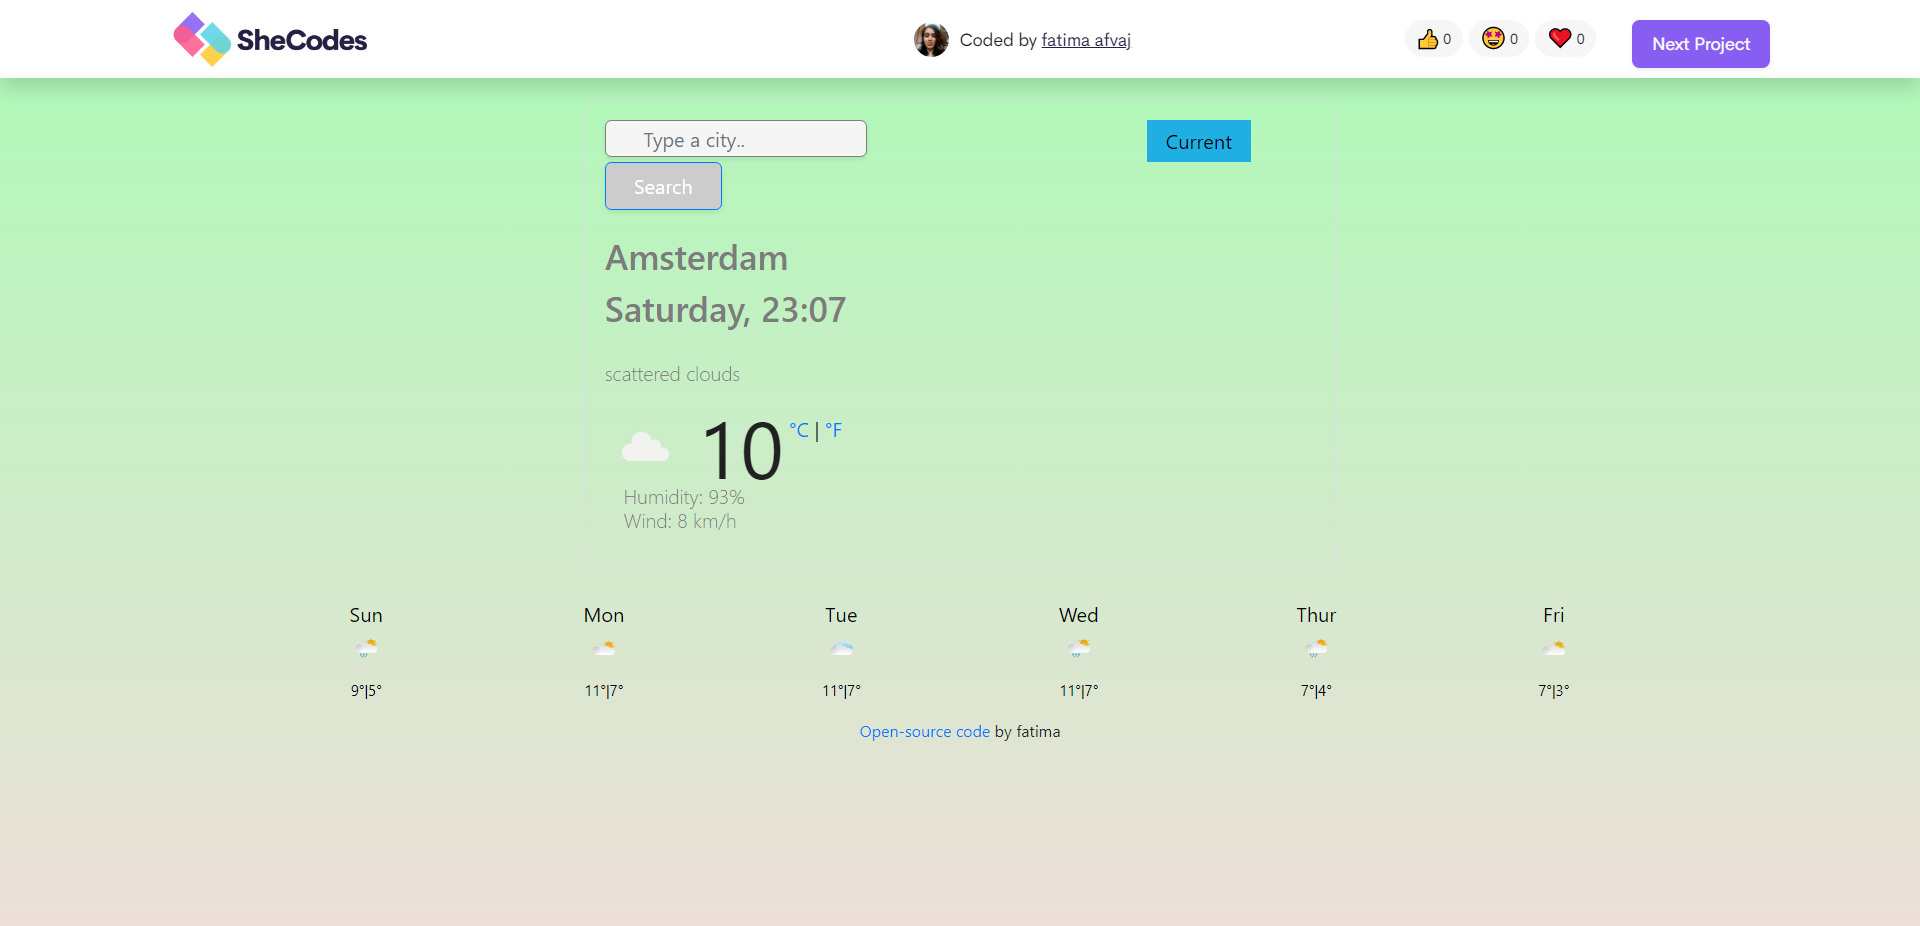 SheCodes
Coded by fatima afvaj
0
0
0
Next Project
Type a city..
Current
Search
Amsterdam
Saturday, 23:07
scattered clouds
10 °C | °F
Humidity: 93%
Wind: 8 km/h
Sun Mon Tue Wed Thur Fri
9°|5° 11°|7° 11°|7° 11°|7° 7°|4° 7°|3°
Open-source code by fatima